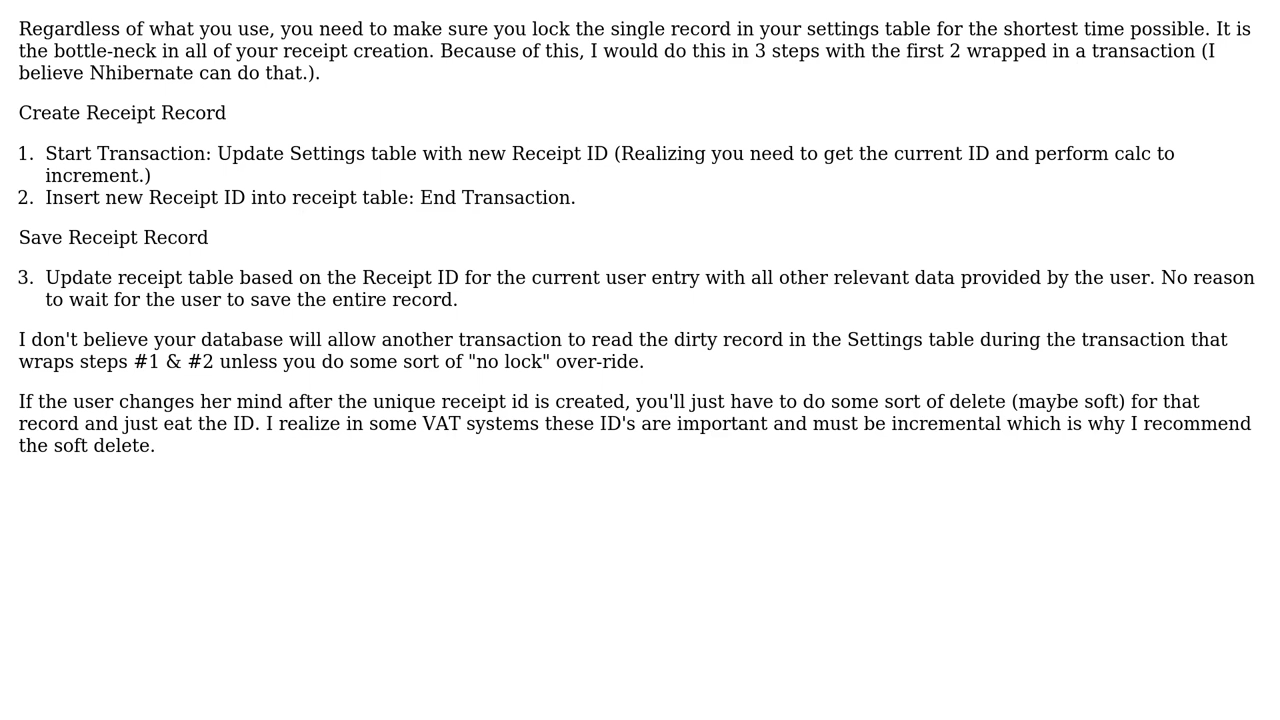 Regardless of what you use, you need to make sure you lock the single record in your settings table for the shortest time possible. It is
the bottle-neck in all of your receipt creation. Because of this, I would do this in 3 steps with the first 2 wrapped in a transaction (I
believe Nhibernate can do that.).
Create Receipt Record
1. Start Transaction: Update Settings table with new Receipt ID (Realizing you need to get the current ID and perform calc to
increment.)
2. Insert new Receipt ID into receipt table: End Transaction.
Save Receipt Record
3. Update receipt table based on the Receipt ID for the current user entry with all other relevant data provided by the user. No reason
to wait for the user to save the entire record.
I don't believe your database will allow another transaction to read the dirty record in the Settings table during the transaction that
wraps steps #1 & #2 unless you do some sort of "no lock" over-ride.
If the user changes her mind after the unique receipt id is created, you'll just have to do some sort of delete (maybe soft) for that
record and just eat the ID. I realize in some VAT systems these ID's are important and must be incremental which is why I recommend
the soft delete.